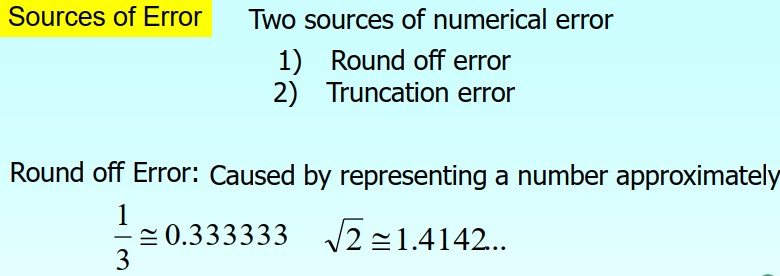 Sources of Error Two sources of numerical error
1) Round off error
2) Truncation error
Round off Error: Caused by representing a number approximately
1/3 ≅ 0.333333 √2 ≅ 1.4142...